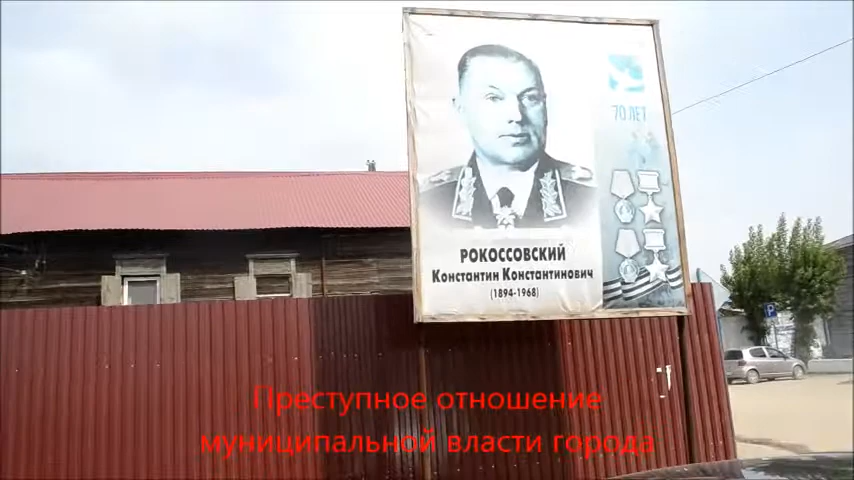 70 ЛЕТ
РОКОССОВСКИЙ
Константин Константинович
(1894-1968)
Преступное отношение
муниципальной власти города